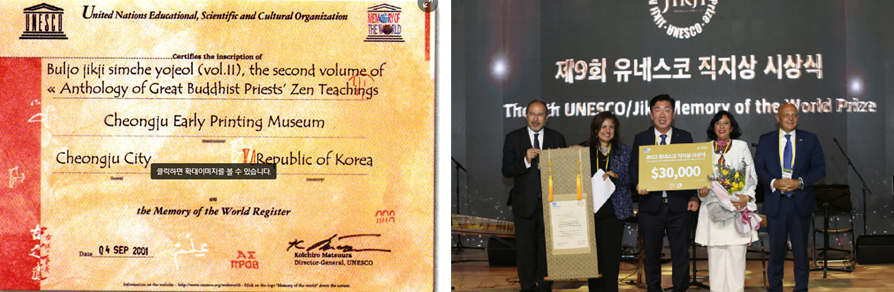 United Nations Educational, Scientific and Cultural Organization
UNESCO
MEMORY OF
THE WORLD
Certifies the inscription of
Buljo jikji simche yojeol (vol.II), the second volume of
« Anthology of Great Buddhist Priests' Zen Teachings
Cheongju Early Printing Museum
Cheongju City
Republic of Korea
클릭하면 확대이미지를 볼 수 있습니다.
on
the Memory of the World Register
Date 04 SEP 2001
Koïchiro Matsuura
Director-General, UNESCO
제9회 유네스코 직지상 시상식
UNESCO/Jikji Memory of the World Prize
$30,000